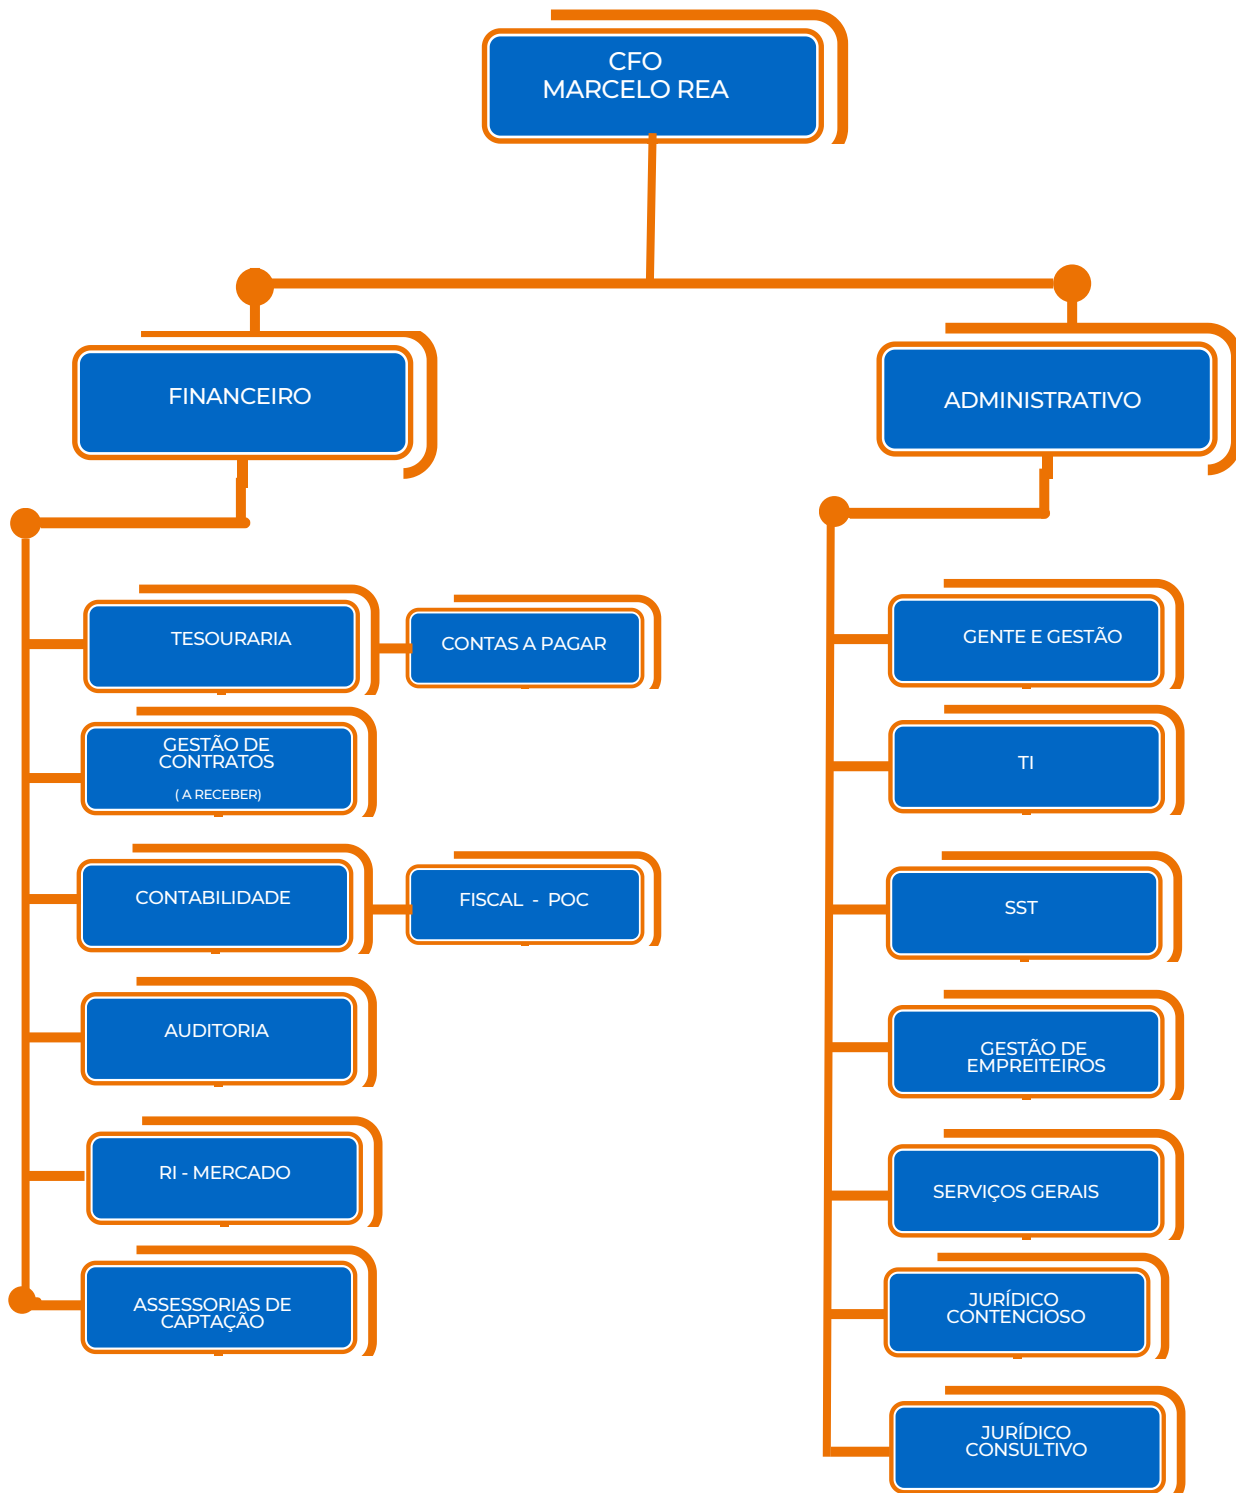 CFO
MARCELO REA
FINANCEIRO
ADMINISTRATIVO
TESOURARIA
CONTAS A PAGAR
GESTÃO DE
CONTRATOS
( A RECEBER)
CONTABILIDADE
FISCAL - POC
AUDITORIA
RI - MERCADO
ASSESSORIAS DE
CAPTAÇÃO
GENTE E GESTÃO
TI
SST
GESTÃO DE
EMPREITEIROS
SERVIÇOS GERAIS
JURÍDICO
CONTENCIOSO
JURÍDICO
CONSULTIVO